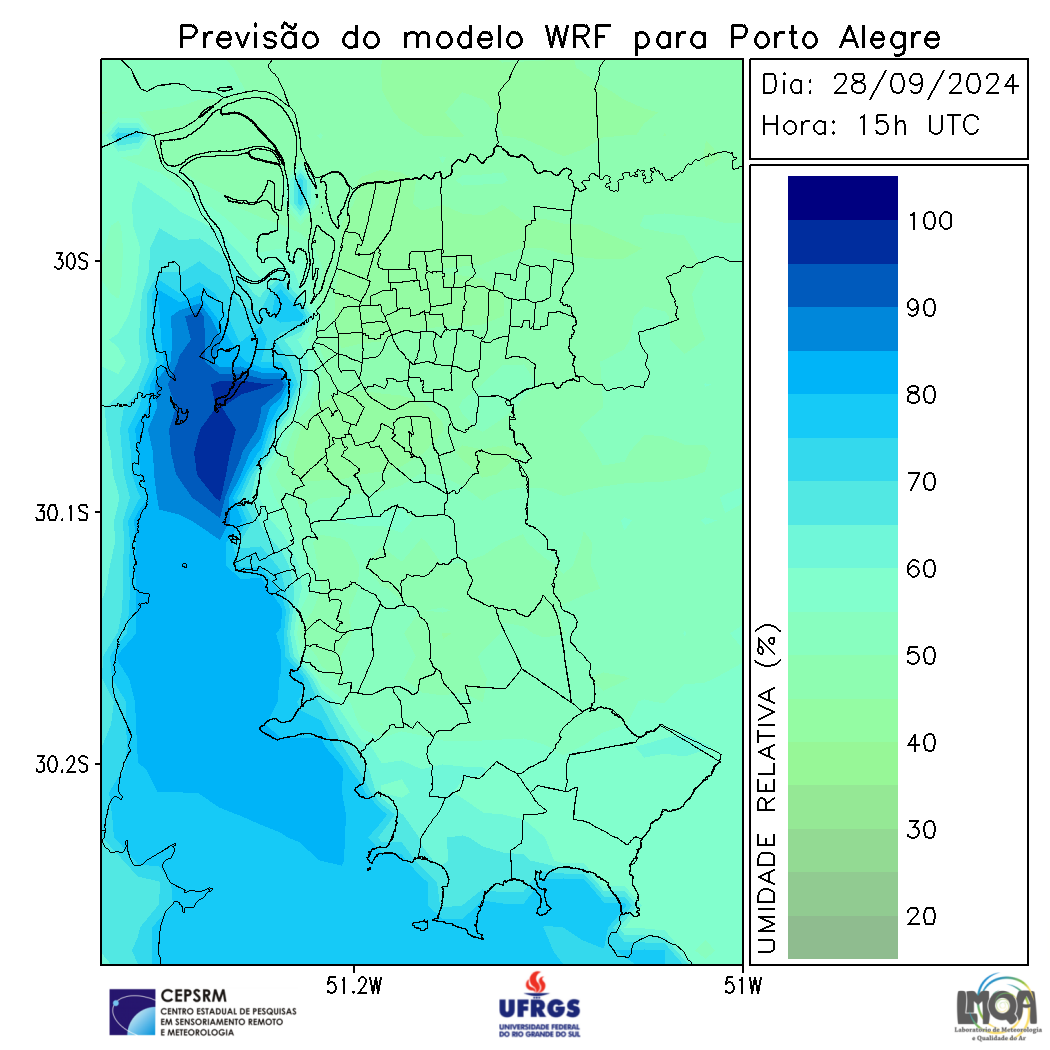 Previsão do modelo WRF para Porto Alegre
Dia: 28/09/2024
Hora: 15h UTC
30S
30.1S
30.2S
51.2W
51W
UMIDADE RELATIVA (%)
100
90
80
70
60
50
40
30
20
CEPSRM
CENTRO ESTADUAL DE PESQUISAS
EM SENSORIAMENTO REMOTO
E METEOROLOGIA
UFRGS
UNIVERSIDADE FEDERAL
DO RIO GRANDE DO SUL
LMQA
Laboratório de Meteorologia
e Qualidade do Ar